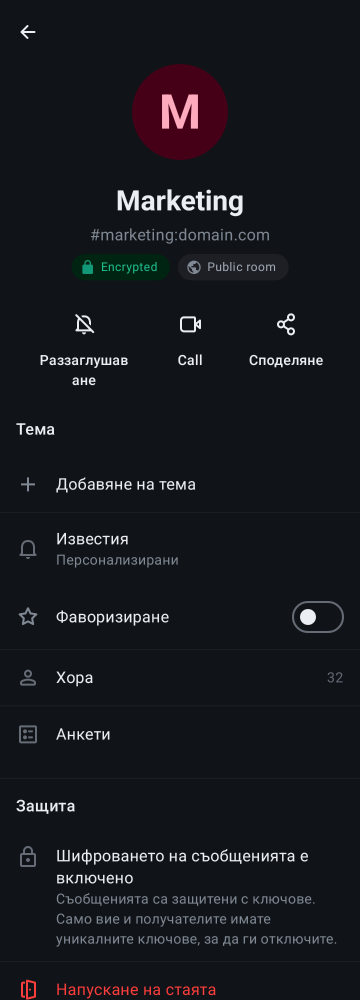 M
Marketing
#marketing:domain.com
Encrypted
Public room
Раззаглушав
ане
Call
Споделяне
Тема
Добавяне на тема
Известия
Персонализирани
Фаворизиране
Хора
32
Анкети
Защита
Шифроването на съобщенията е
включено
Съобщенията са защитени с ключове.
Само вие и получателите имате
уникалните ключове, за да ги отключите.
Напускане на стаята